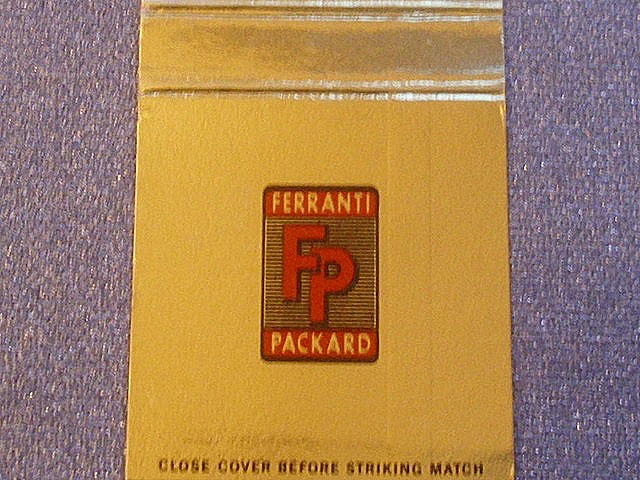 FERRANTI
FP
PACKARD
CLOSE COVER BEFORE STRIKING MATCH